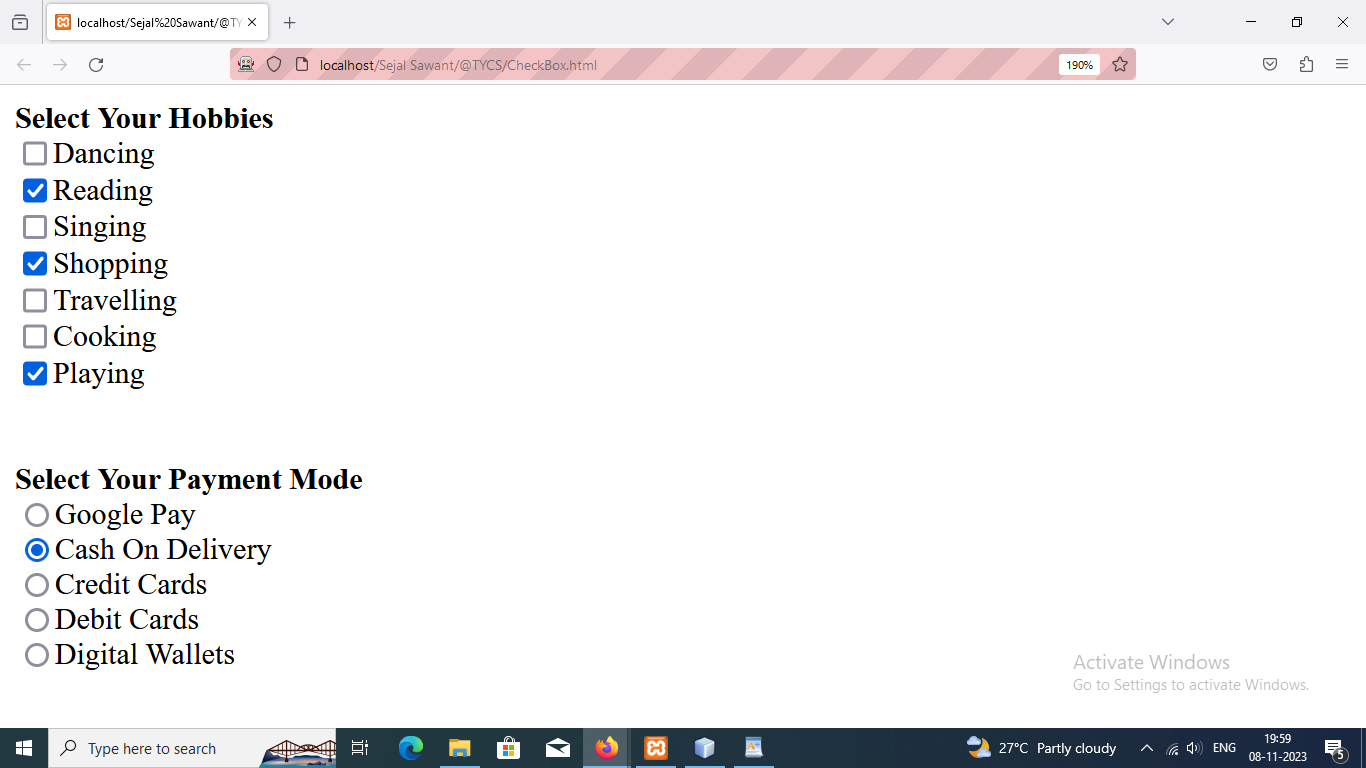 localhost/Sejal%20Sawant/@TY
localhost/Sejal Sawant/@TYCS/CheckBox.html
190%
Select Your Hobbies
Dancing
Reading
Singing
Shopping
Travelling
Cooking
Playing
Select Your Payment Mode
Google Pay
Cash On Delivery
Credit Cards
Debit Cards
Digital Wallets
Activate Windows
Go to Settings to activate Windows.
Type here to search
27°C Partly cloudy
ENG
19:59
08-11-2023
5